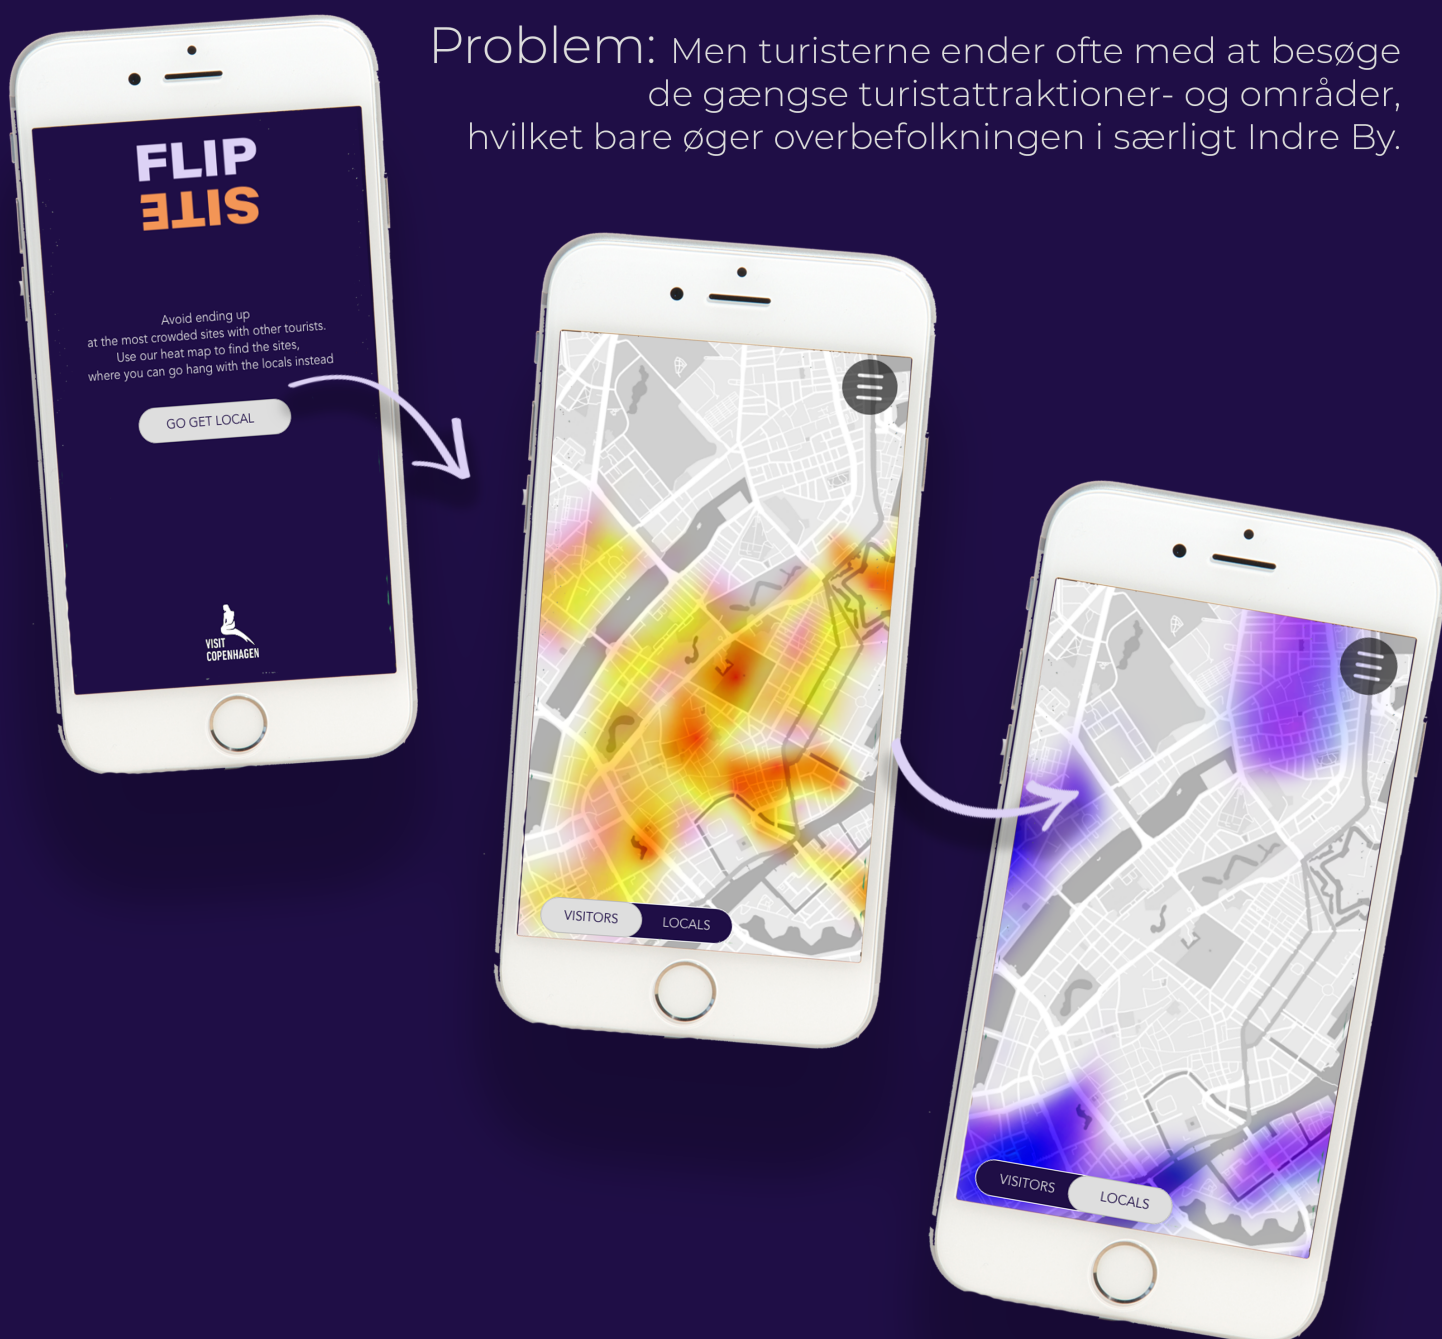 Problem: Men turisterne ender ofte med at besøge
de gængse turistattraktioner- og områder,
hvilket bare øger overbefolkningen i særligt Indre By.
FLIP
SITE
Avoid ending up
at the most crowded sites with other tourists.
Use our heat map to find the sites,
where you can go hang with the locals instead
GO GET LOCAL
VISIT
COPENHAGEN
VISITORS LOCALS
VISITORS LOCALS